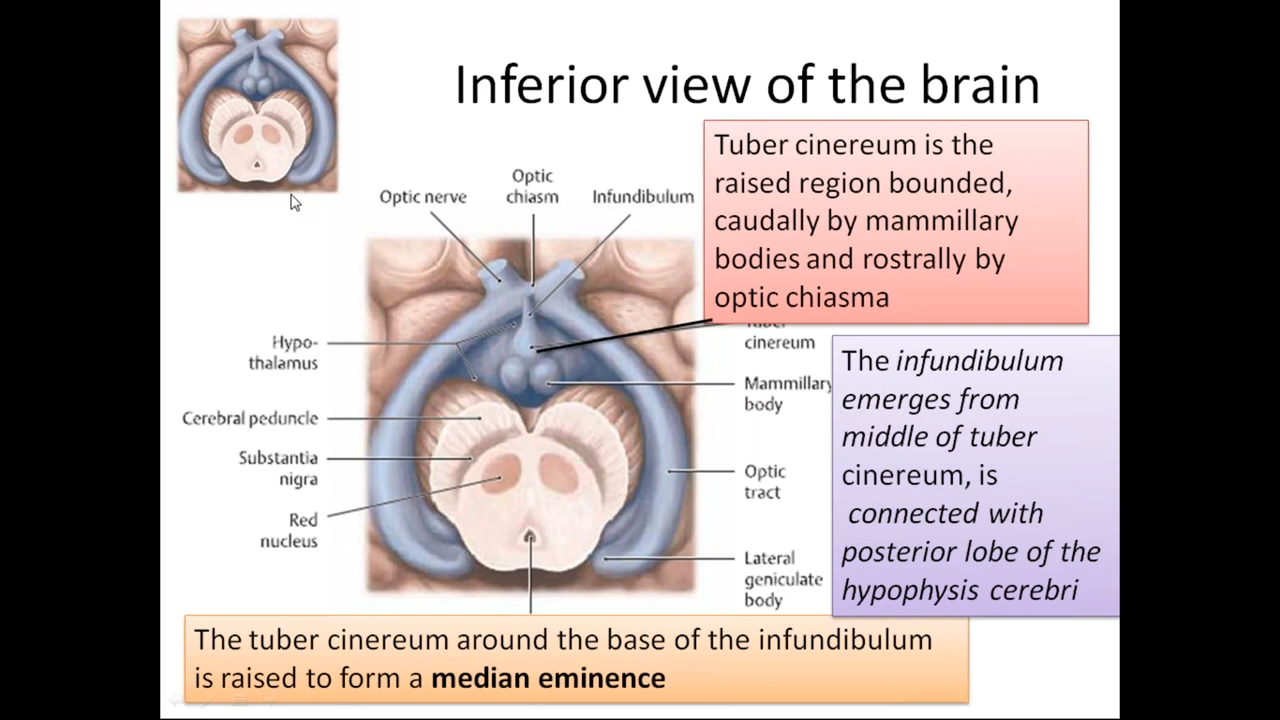 Inferior view of the brain
Tuber cinereum is the
raised region bounded,
caudally by mammillary
bodies and rostrally by
optic chiasma
Optic nerve
Optic
chiasm
Infundibulum
Hypo-
thalamus
Cerebral peduncle
Substantia
nigra
Red
nucleus
Tuber
cinereum
Mammillary
body
Optic
tract
Lateral
geniculate
body
The infundibulum
emerges from
middle of tuber
cinereum, is
connected with
posterior lobe of the
hypophysis cerebri
The tuber cinereum around the base of the infundibulum
is raised to form a median eminence